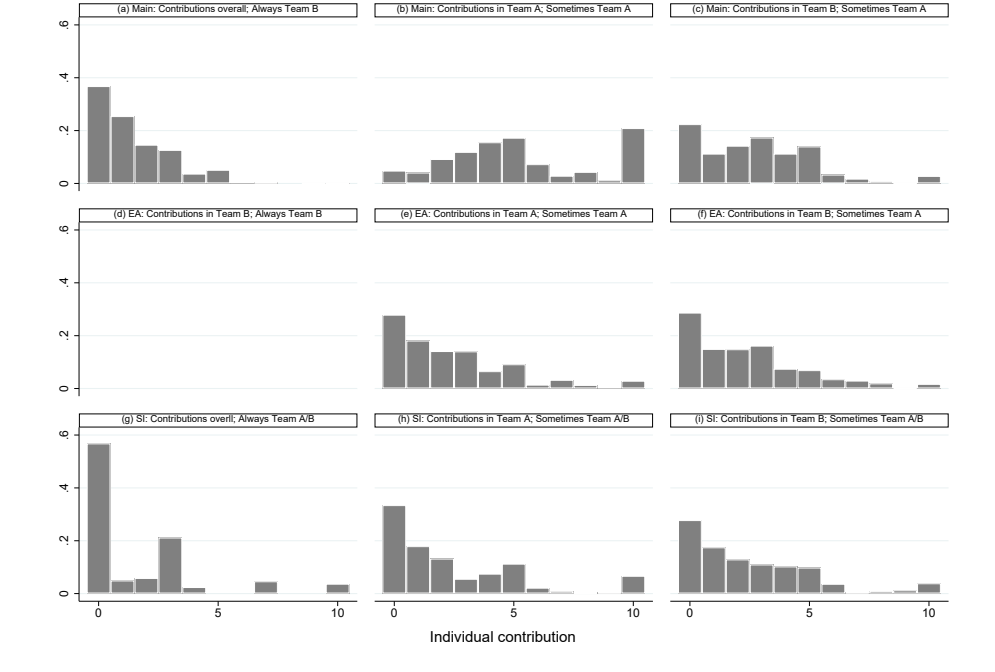 (a) Main: Contributions overall; Always Team B
(b) Main: Contributions in Team A; Sometimes Team A
(c) Main: Contributions in Team B; Sometimes Team A
.6
.4
.2
0
(d) EA: Contributions in Team B; Always Team B
(e) EA: Contributions in Team A; Sometimes Team A
(f) EA: Contributions in Team B; Sometimes Team A
.6
.4
.2
0
(g) SI: Contributions overll; Always Team A/B
(h) SI: Contributions in Team A; Sometimes Team A/B
(i) SI: Contributions in Team B; Sometimes Team A/B
.6
.4
.2
0
0 5 10
0 5 10
0 5 10
Individual contribution